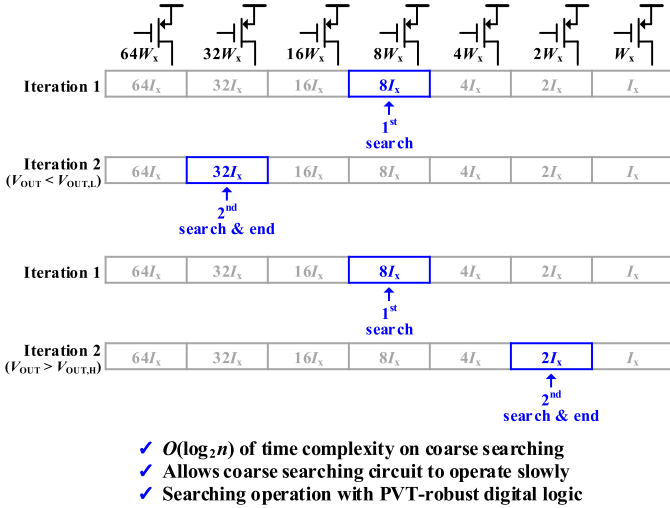 64Wx 32Wx 16Wx 8Wx 4Wx 2Wx Wx
Iteration 1 64Ix 32Ix 16Ix 8Ix 4Ix 2Ix Ix
1st
search
Iteration 2
(VOUT < VOUT,L) 64Ix 32Ix 16Ix 8Ix 4Ix 2Ix Ix
2nd
search & end
Iteration 1 64Ix 32Ix 16Ix 8Ix 4Ix 2Ix Ix
1st
search
Iteration 2
(VOUT > VOUT,H) 64Ix 32Ix 16Ix 8Ix 4Ix 2Ix Ix
2nd
search & end
✓ O(log2n) of time complexity on coarse searching
✓ Allows coarse searching circuit to operate slowly
✓ Searching operation with PVT-robust digital logic